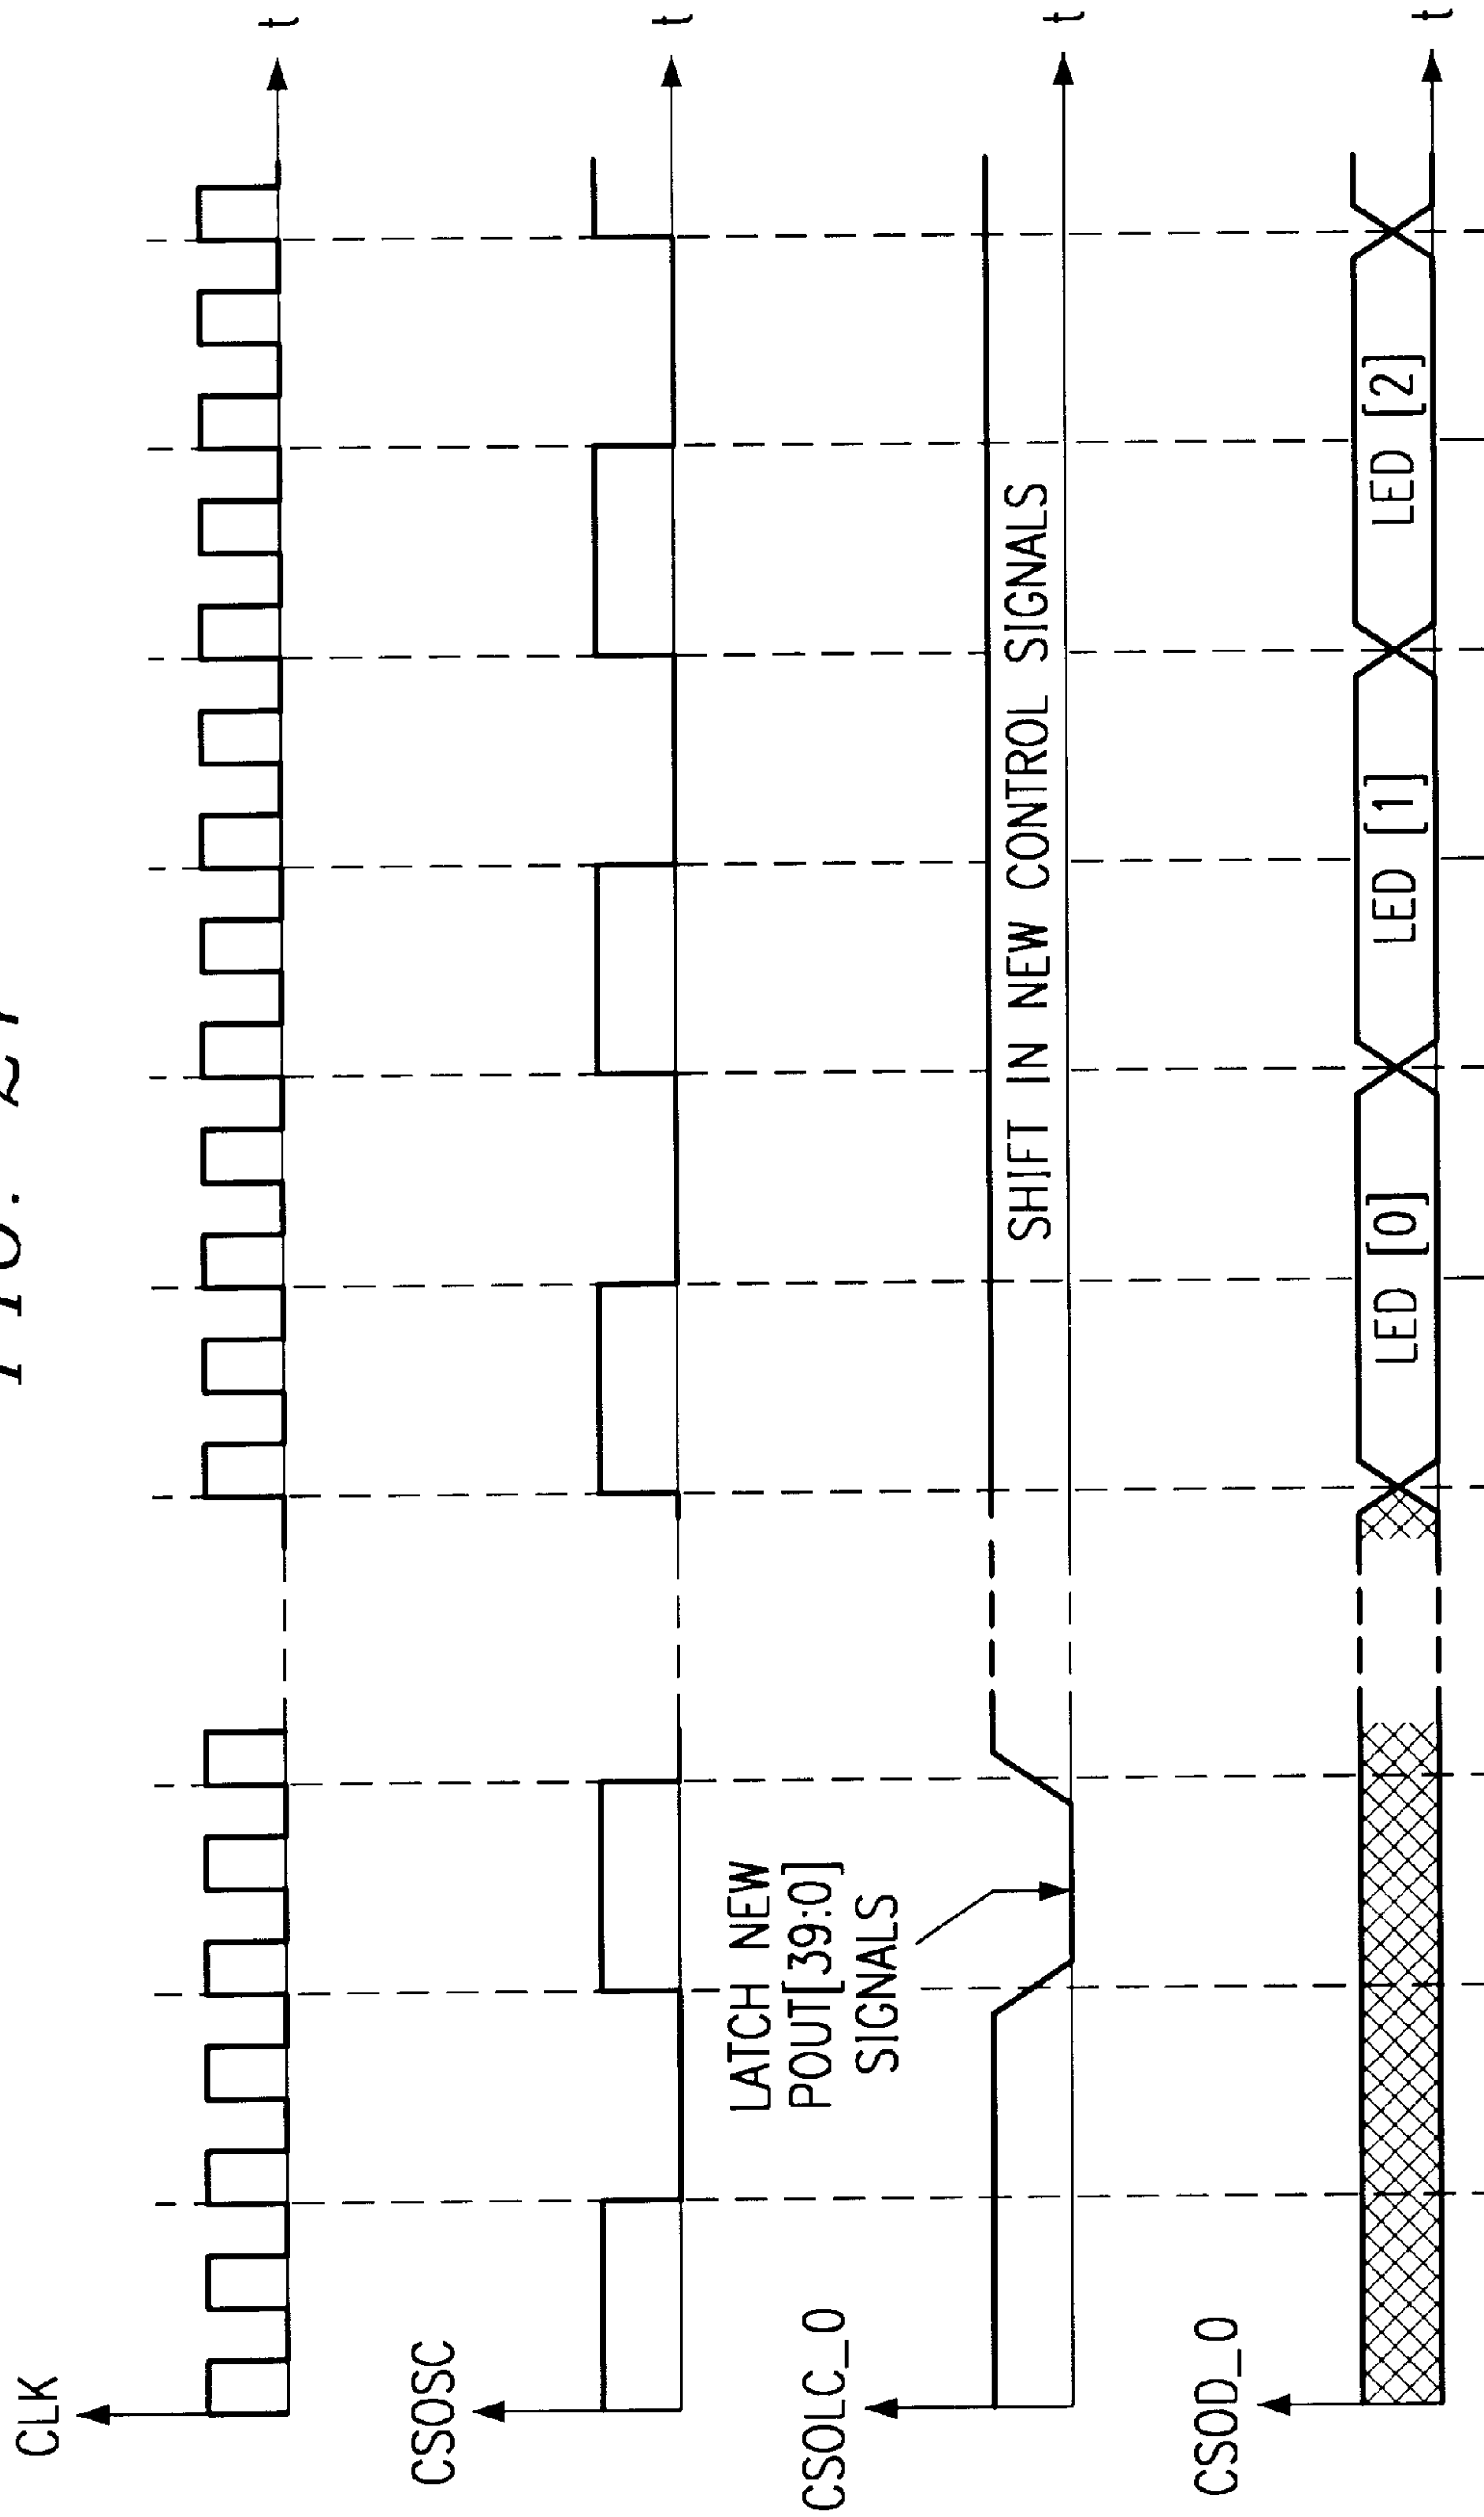 CLK
t
CSOSC
t
LATCH NEW
POUT[39:0]
SIGNALS
CSOLC_0
SHIFT IN NEW CONTROL SIGNALS
t
CSOD_0
LED [0]
LED [1]
LED [2]
t